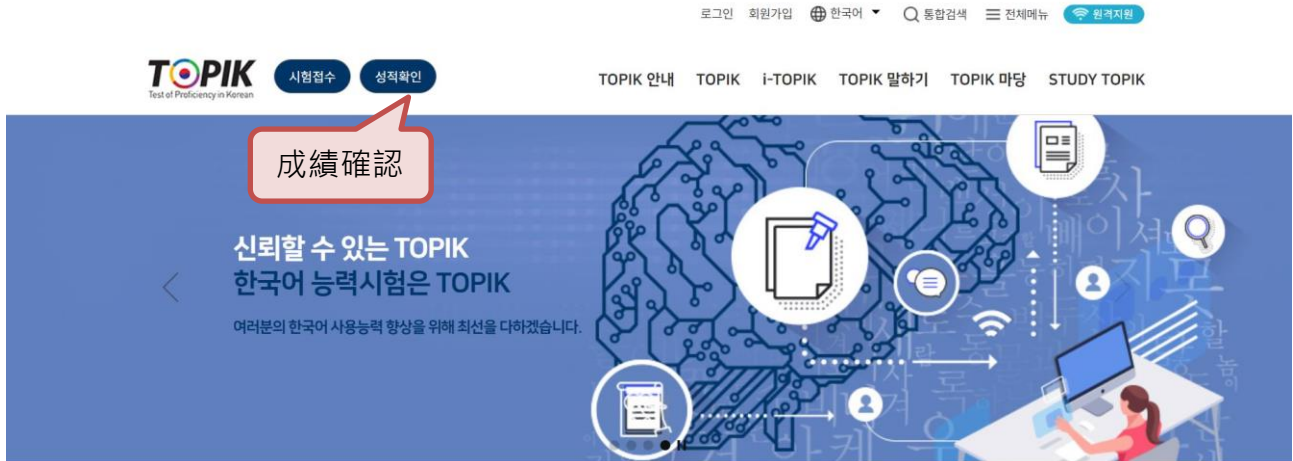 로그인 회원가입 한국어 통합검색 전체메뉴 원격지원
TOPIK
Test of Proficiency in Korean
시험접수 성적확인
TOPIK 안내 TOPIK i-TOPIK TOPIK 말하기 TOPIK 마당 STUDY TOPIK
成績確認
신뢰할 수 있는 TOPIK
한국어 능력시험은 TOPIK
여러분의 한국어 사용능력 향상을 위해 최선을 다하겠습니다.